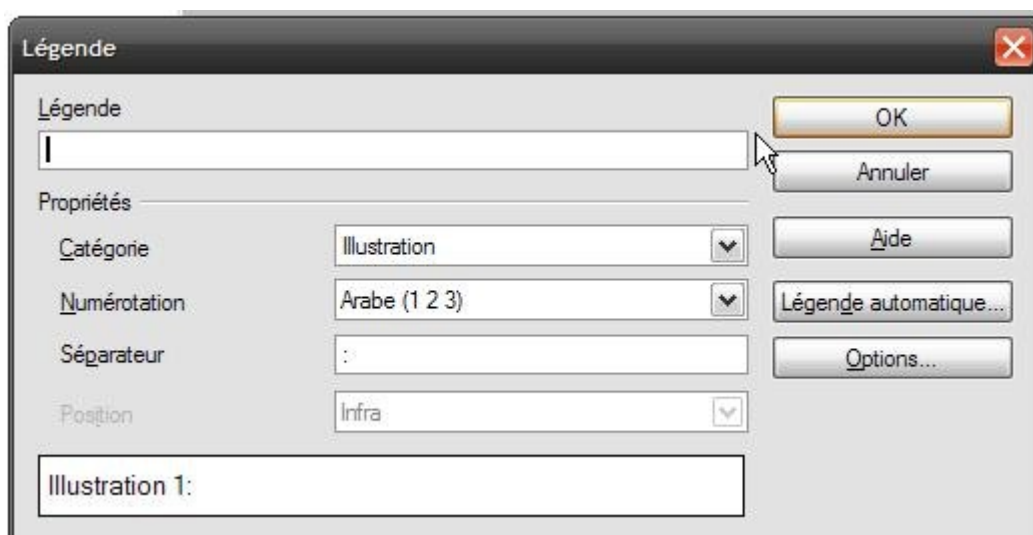 Légende
Légende
OK
Annuler
Propriétés
Catégorie
Illustration
Aide
Numérotation
Arabe (1 2 3)
Légende automatique...
Séparateur
:
Options...
Position
Infra
Illustration 1: